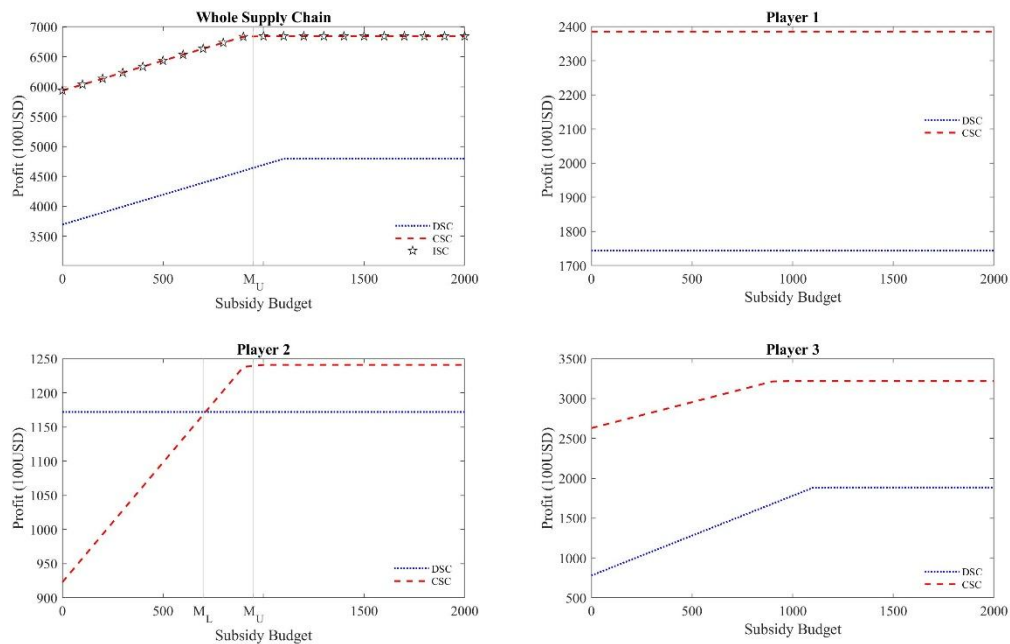 Whole Supply Chain
Profit (100USD)
7000
6500
6000
5500
5000
4500
4000
3500
DSC
CSC
ISC
0
500
M_U
1500
2000
Subsidy Budget
Player 1
Profit (100USD)
2400
2300
2200
2100
2000
1900
1800
1700
DSC
CSC
0
500
1000
1500
2000
Subsidy Budget
Player 2
Profit (100USD)
1250
1200
1150
1100
1050
1000
950
900
DSC
CSC
0
500
M_L
M_U
1500
2000
Subsidy Budget
Player 3
Profit (100USD)
3500
3000
2500
2000
1500
1000
500
DSC
CSC
0
500
1000
1500
2000
Subsidy Budget